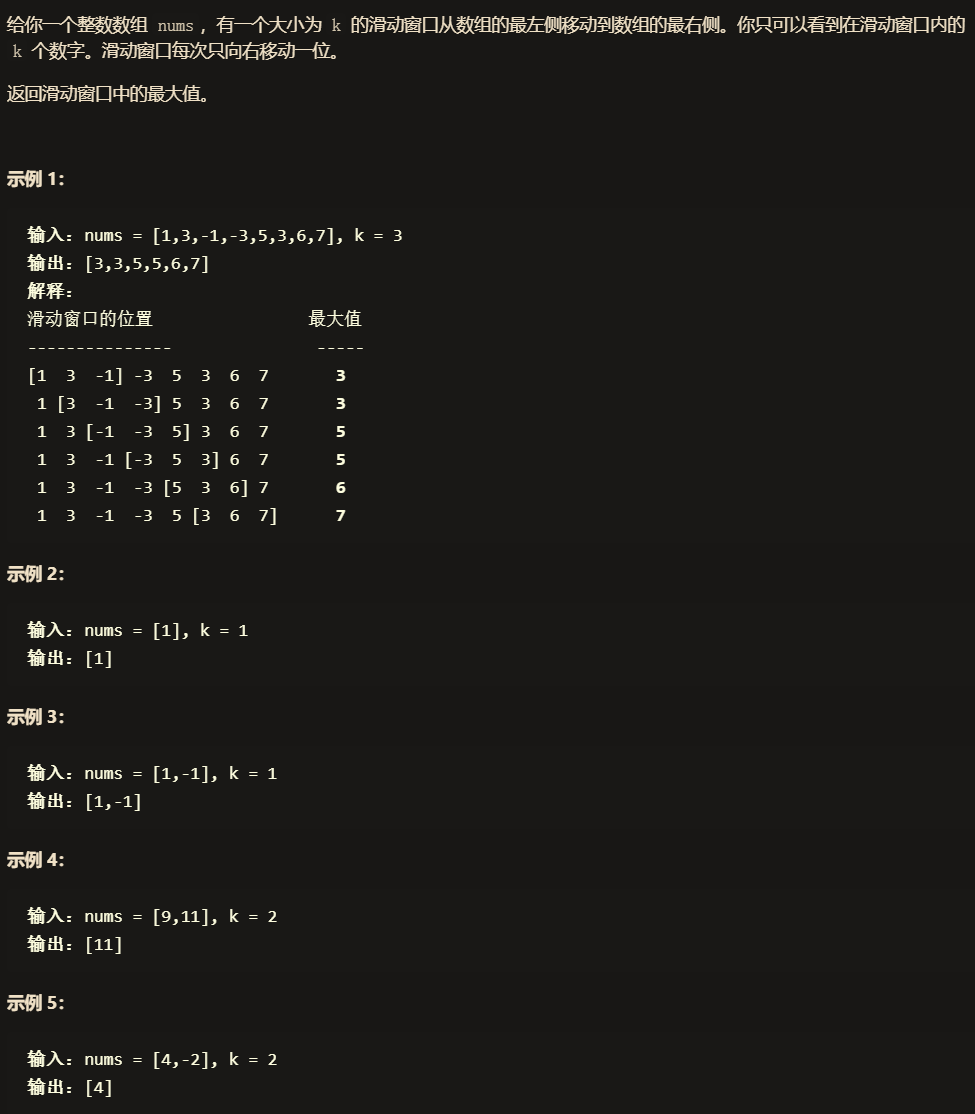 给你一个整数数组 nums，有一个大小为 k 的滑动窗口从数组的最左侧移动到数组的最右侧。你只可以看到在滑动窗口内的
k 个数字。滑动窗口每次只向右移动一位。
返回滑动窗口中的最大值。
示例 1：
输入：nums = [1,3,-1,-3,5,3,6,7], k = 3
输出：[3,3,5,5,6,7]
解释：
滑动窗口的位置                最大值
---------------               -----
[1  3  -1] -3  5  3  6  7       3
 1 [3  -1  -3] 5  3  6  7       3
 1  3 [-1  -3  5] 3  6  7       5
 1  3  -1 [-3  5  3] 6  7       5
 1  3  -1  -3 [5  3  6] 7       6
 1  3  -1  -3  5 [3  6  7]      7
示例 2：
输入：nums = [1], k = 1
输出：[1]
示例 3：
输入：nums = [1,-1], k = 1
输出：[1,-1]
示例 4：
输入：nums = [9,11], k = 2
输出：[11]
示例 5：
输入：nums = [4,-2], k = 2
输出：[4]